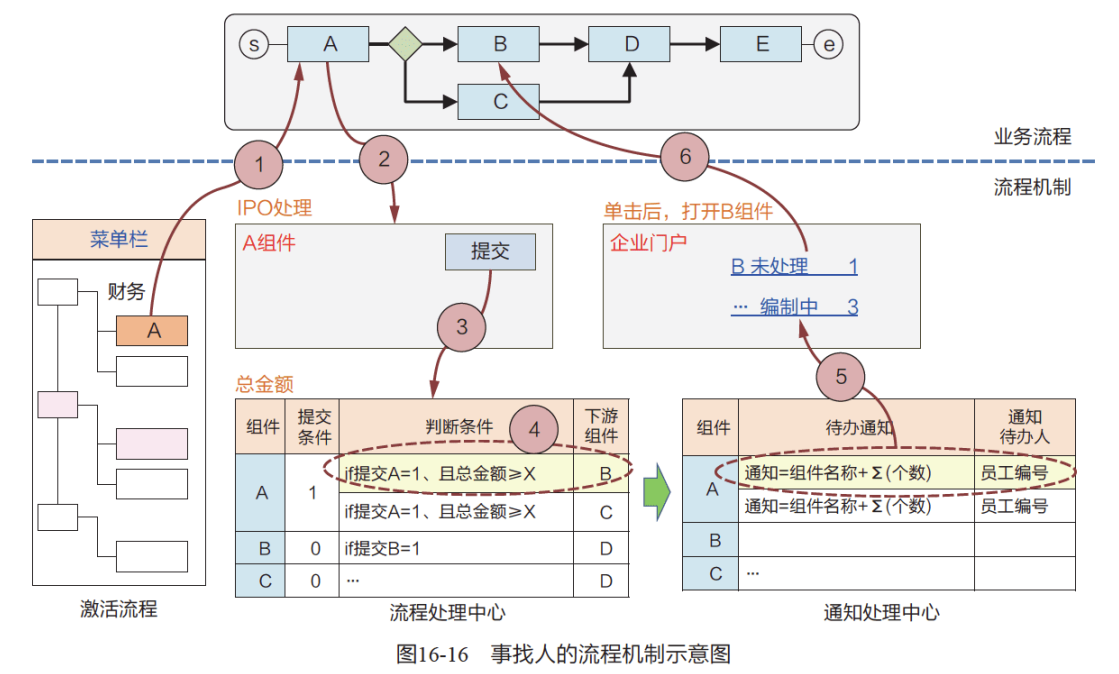 s
A
B
D
E
e
C
业务流程
流程机制
1
2
6
菜单栏
财务
A
激活流程
IPO处理
A组件
提交
3
单击后，打开B组件
企业门户
B 未处理 1
… 编制中 3
5
总金额
组件 提交条件 判断条件 4 下游组件
A 1 if提交A=1、且总金额≥X B
if提交A=1、且总金额≥X C
B 0 if提交B=1 D
C 0 … D
流程处理中心
组件 待办通知 通知待办人
A 通知=组件名称+Σ(个数) 员工编号
通知=组件名称+Σ(个数) 员工编号
B
C …
通知处理中心
图16-16 事找人的流程机制示意图